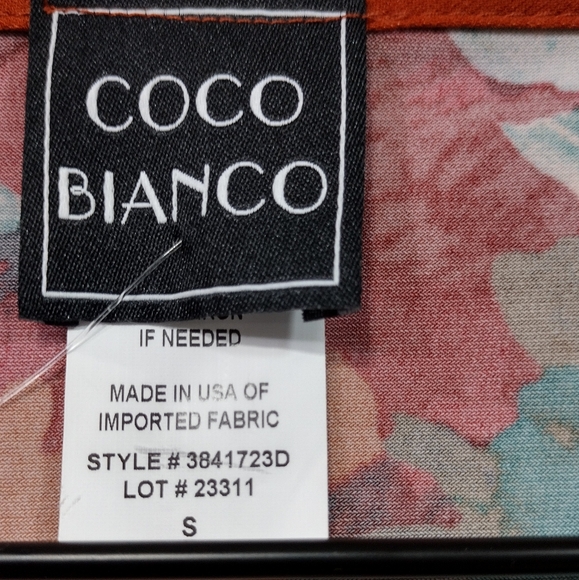 COCO
BIANCO
IF NEEDED
MADE IN USA OF
IMPORTED FABRIC
STYLE # 3841723D
LOT # 23311
S